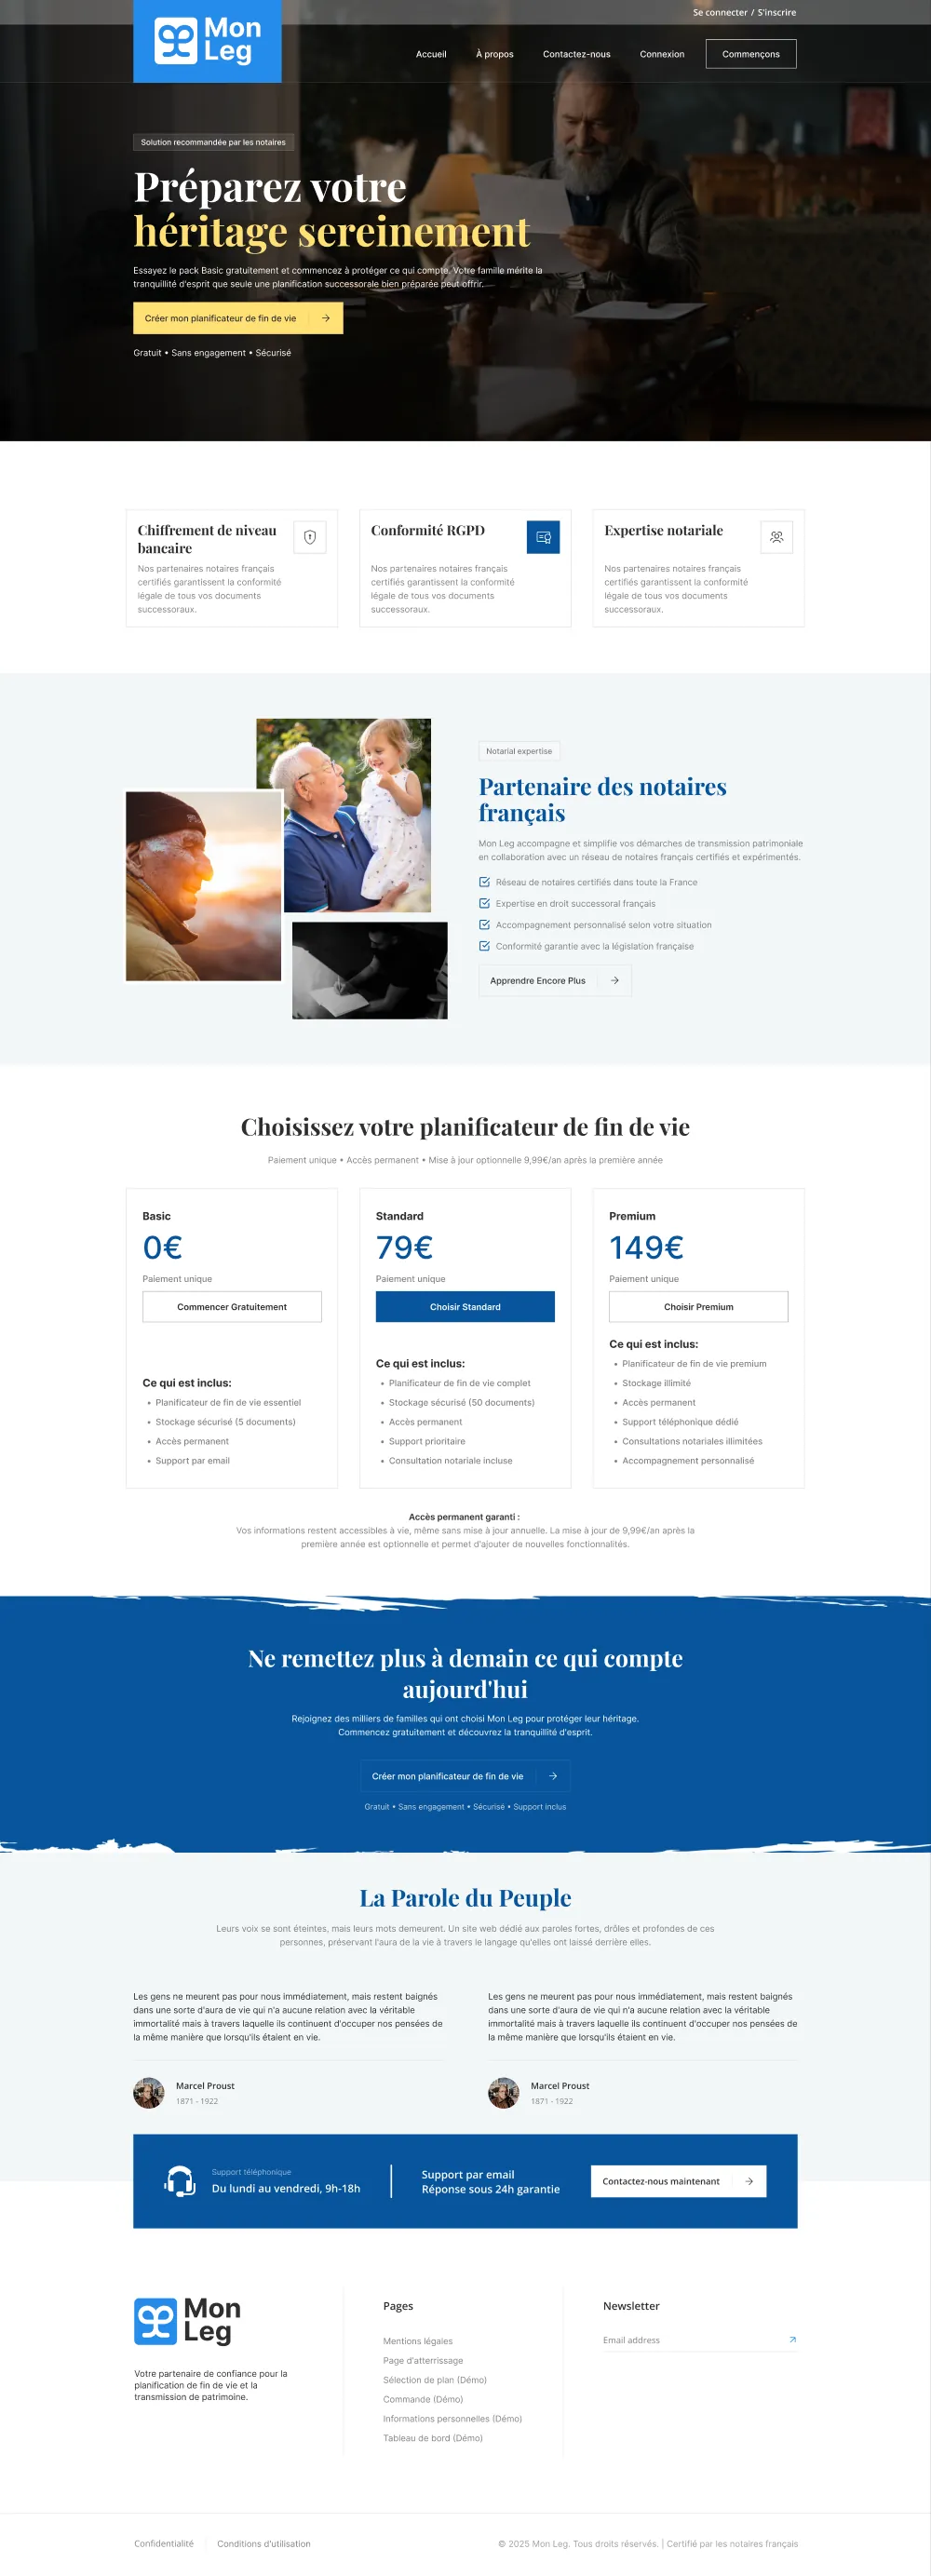 Se connecter / S'inscrire
Mon
Leg
Accueil
À propos
Contactez-nous
Connexion
Commençons
Solution recommandée par les notaires
Préparez votre
héritage sereinement
Essayez le pack Basic gratuitement et commencez à protéger ce qui compte. Votre famille mérite la
tranquillité d'esprit que seule une planification successorale bien préparée peut offrir.
Créer mon planificateur de fin de vie
Gratuit • Sans engagement • Sécurisé
Chiffrement de niveau
bancaire
Nos partenaires notaires français
certifiés garantissent la conformité
légale de tous vos documents
successoraux.
Conformité RGPD
Nos partenaires notaires français
certifiés garantissent la conformité
légale de tous vos documents
successoraux.
Expertise notariale
Nos partenaires notaires français
certifiés garantissent la conformité
légale de tous vos documents
successoraux.
Notarial expertise
Partenaire des notaires
français
Mon Leg accompagne et simplifie vos démarches de transmission patrimoniale
en collaboration avec un réseau de notaires français certifiés et expérimentés.
Réseau de notaires certifiés dans toute la France
Expertise en droit successoral français
Accompagnement personnalisé selon votre situation
Conformité garantie avec la législation française
Apprendre Encore Plus
Choisissez votre planificateur de fin de vie
Paiement unique • Accès permanent • Mise à jour optionnelle 9,99€/an après la première année
Basic
0€
Paiement unique
Commencer Gratuitement
Ce qui est inclus:
• Planificateur de fin de vie essentiel
• Stockage sécurisé (5 documents)
• Accès permanent
• Support par email
Standard
79€
Paiement unique
Choisir Standard
Ce qui est inclus:
• Planificateur de fin de vie complet
• Stockage sécurisé (50 documents)
• Accès permanent
• Support prioritaire
• Consultation notariale incluse
Premium
149€
Paiement unique
Choisir Premium
Ce qui est inclus:
• Planificateur de fin de vie premium
• Stockage illimité
• Accès permanent
• Support téléphonique dédié
• Consultations notariales illimitées
• Accompagnement personnalisé
Accès permanent garanti :
Vos informations restent accessibles à vie, même sans mise à jour annuelle. La mise à jour de 9,99€/an après la
première année est optionnelle et permet d'ajouter de nouvelles fonctionnalités.
Ne remettez plus à demain ce qui compte
aujourd'hui
Rejoignez des milliers de familles qui ont choisi Mon Leg pour protéger leur héritage.
Commencez gratuitement et découvrez la tranquillité d'esprit.
Créer mon planificateur de fin de vie
Gratuit • Sans engagement • Sécurisé • Support inclus
La Parole du Peuple
Leurs voix se sont éteintes, mais leurs mots demeurent. Un site web dédié aux paroles fortes, drôles et profondes de ces
personnes, préservant l'aura de la vie à travers le langage qu'elles ont laissé derrière elles.
Les gens ne meurent pas pour nous immédiatement, mais restent baignés
dans une sorte d'aura de vie qui n'a aucune relation avec la véritable
immortalité mais à travers laquelle ils continuent d'occuper nos pensées de
la même manière que lorsqu'ils étaient en vie.
Marcel Proust
1871 - 1922
Les gens ne meurent pas pour nous immédiatement, mais restent baignés
dans une sorte d'aura de vie qui n'a aucune relation avec la véritable
immortalité mais à travers laquelle ils continuent d'occuper nos pensées de
la même manière que lorsqu'ils étaient en vie.
Marcel Proust
1871 - 1922
Support téléphonique
Du lundi au vendredi, 9h-18h
Support par email
Réponse sous 24h garantie
Contactez-nous maintenant
Mon
Leg
Votre partenaire de confiance pour la
planification de fin de vie et la
transmission de patrimoine.
Pages
Mentions légales
Page d'atterrissage
Sélection de plan (Démo)
Commande (Démo)
Informations personnelles (Démo)
Tableau de bord (Démo)
Newsletter
Email address
Confidentialité
Conditions d'utilisation
© 2025 Mon Leg. Tous droits réservés. | Certifié par les notaires français